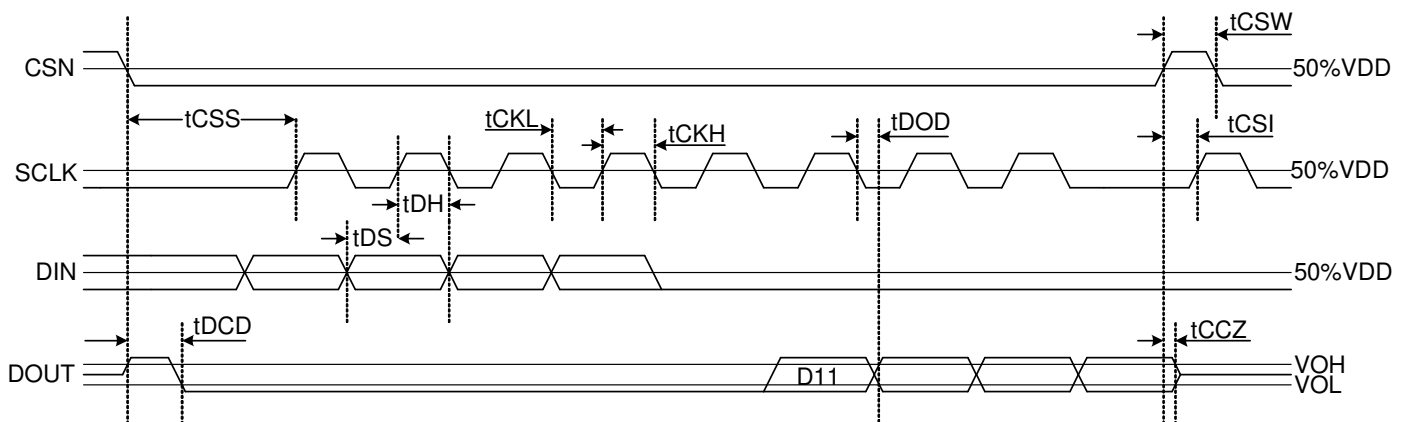 tCSW
CSN
50%VDD
tCSS
tCKL
tCKH
tDOD
tCSI
SCLK
50%VDD
tDH
tDS
DIN
50%VDD
tDCD
tCCZ
DOUT
D11
VOH
VOL